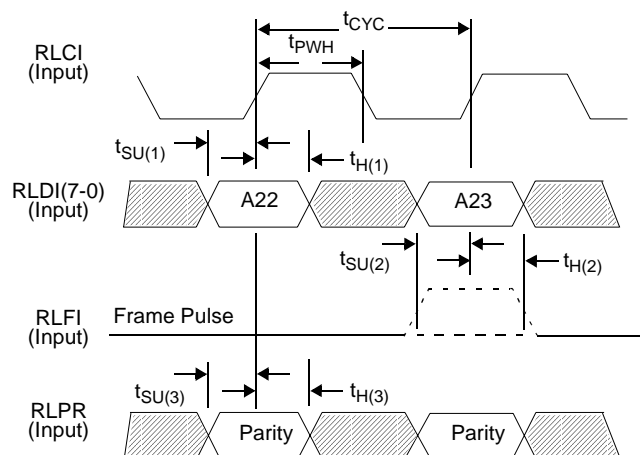 tCYC
tPWH
RLCI
(Input)
tSU(1)
tH(1)
RLDI(7-0)
(Input)
A22
A23
tSU(2)
tH(2)
RLFI
(Input)
Frame Pulse
tSU(3)
tH(3)
RLPR
(Input)
Parity
Parity